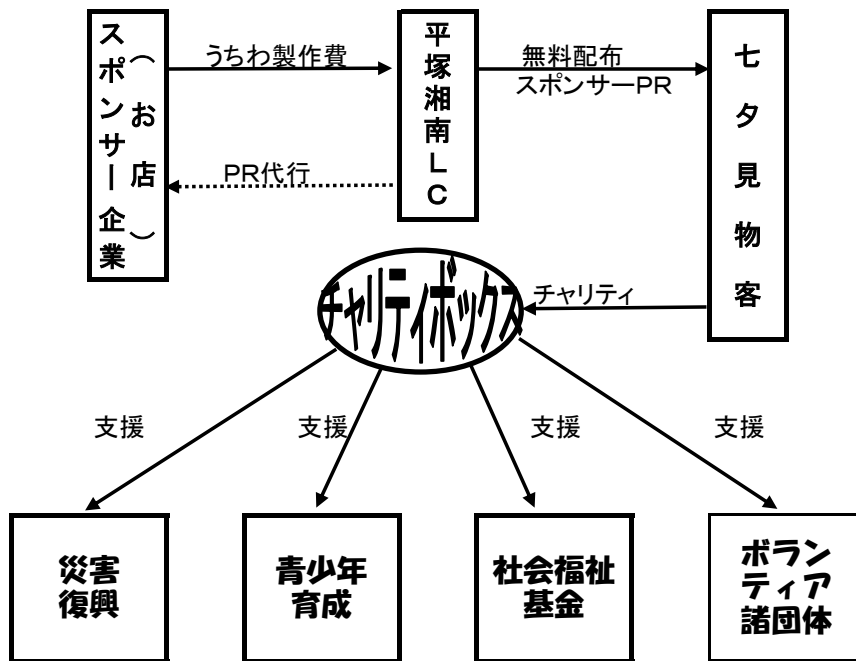 スポンサー企業
（お店）
うちわ製作費
平塚湘南LC
無料配布
スポンサーPR
七夕見物客
PR代行
チャリティボックス
チャリティ
支援
支援
支援
支援
災害
復興
青少年
育成
社会福祉
基金
ボラン
ティア
諸団体